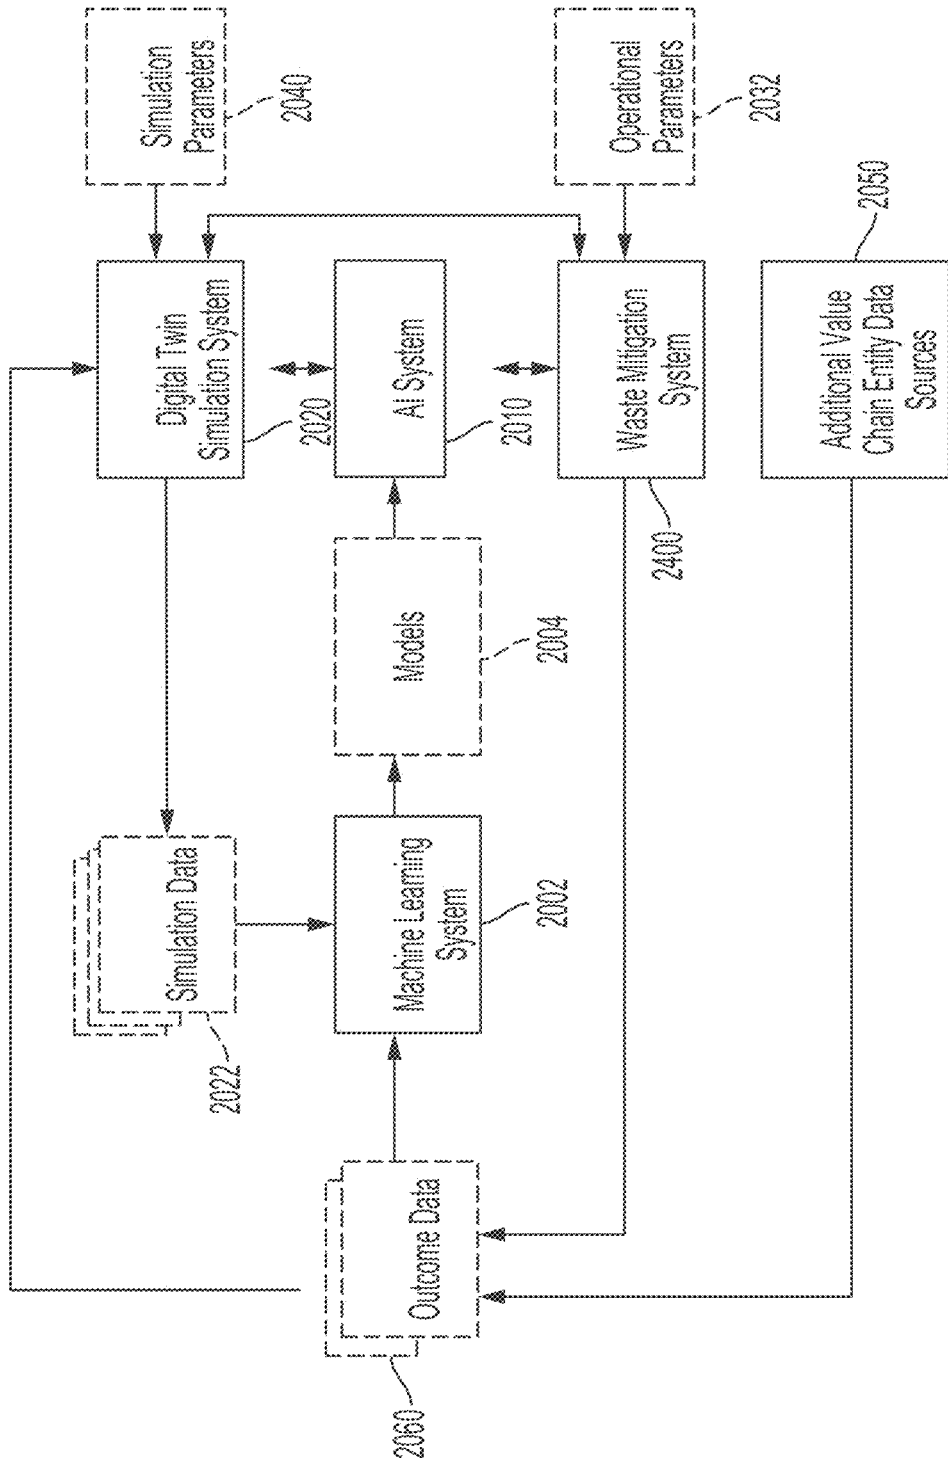 Simulation
Parameters
2040
Digital Twin
Simulation System
2020
Simulation Data
2022
Operational
Parameters
2032
AI System
2010
Models
2004
Machine Learning
System
2002
Outcome Data
2060
Waste Mitigation
System
2400
Additional Value
Chain Entity Data
Sources
2050